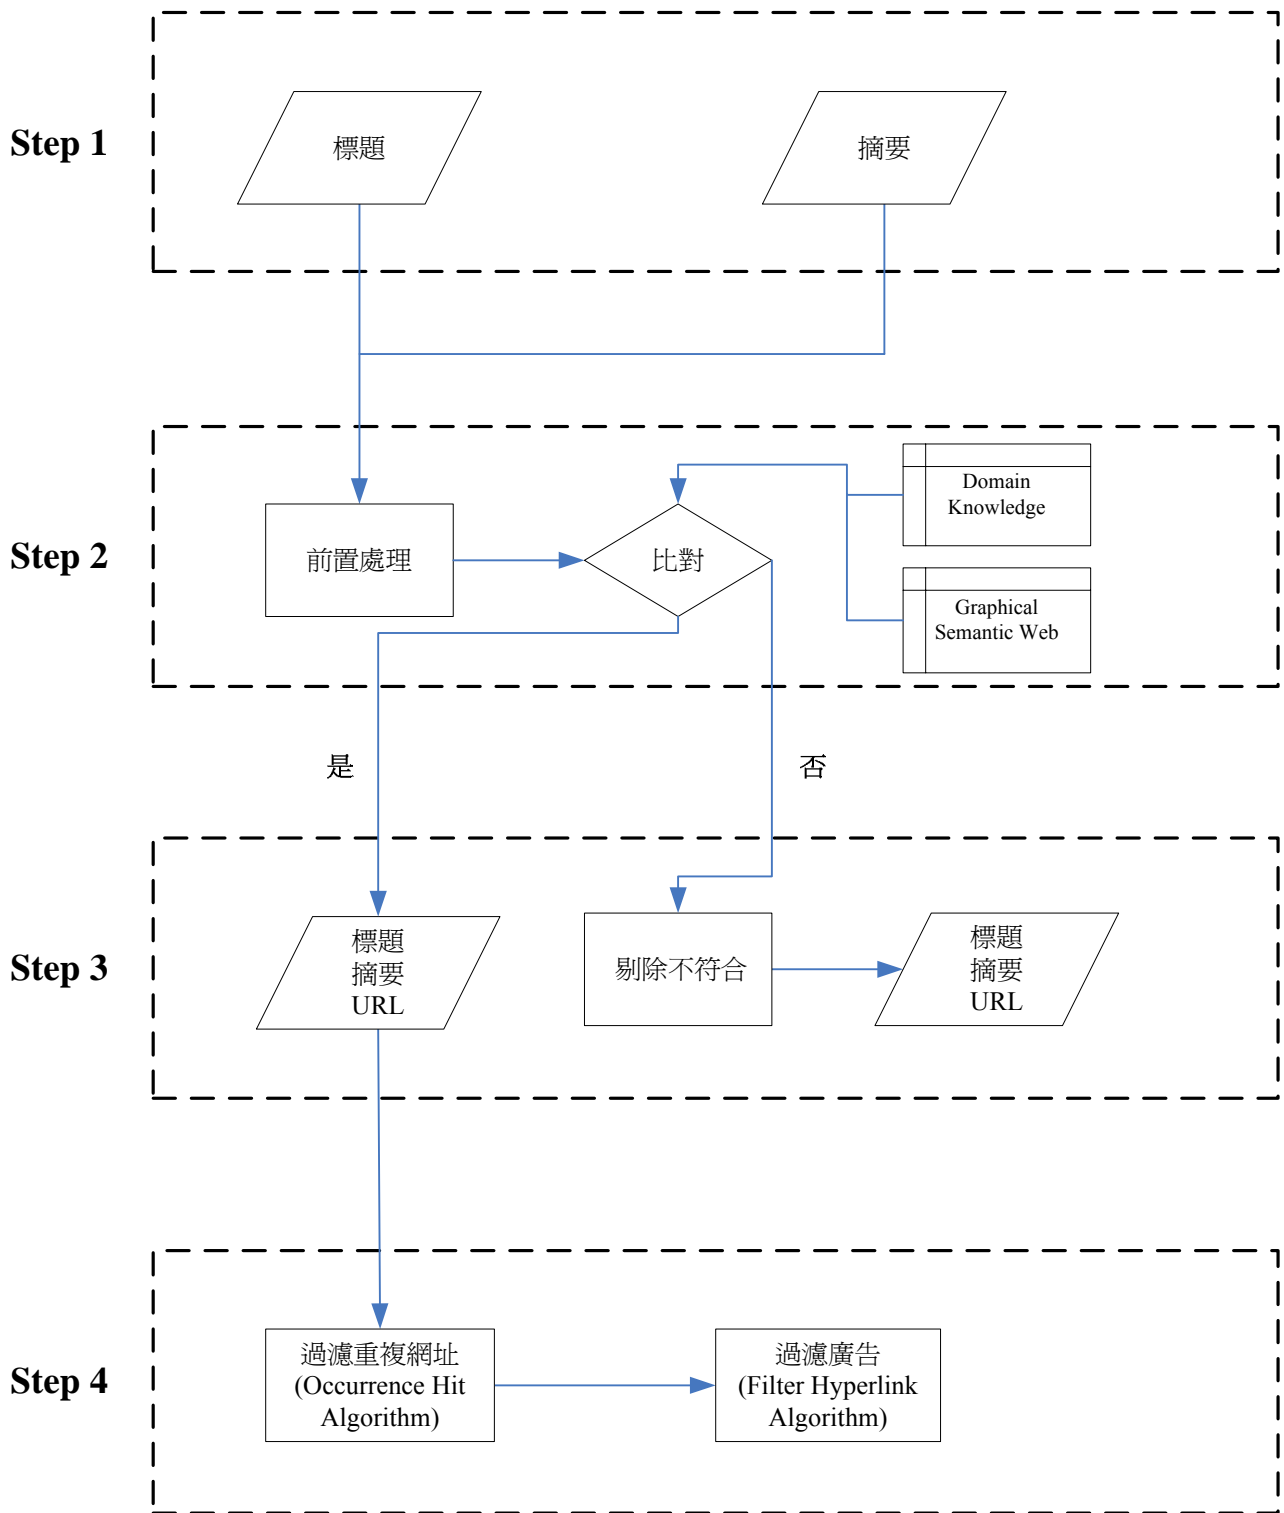 Step 1
標題
摘要
Step 2
前置處理
比對
Domain
Knowledge
Graphical
Semantic Web
是
否
Step 3
標題
摘要
URL
剔除不符合
標題
摘要
URL
Step 4
過濾重複網址
(Occurrence Hit
Algorithm)
過濾廣告
(Filter Hyperlink
Algorithm)